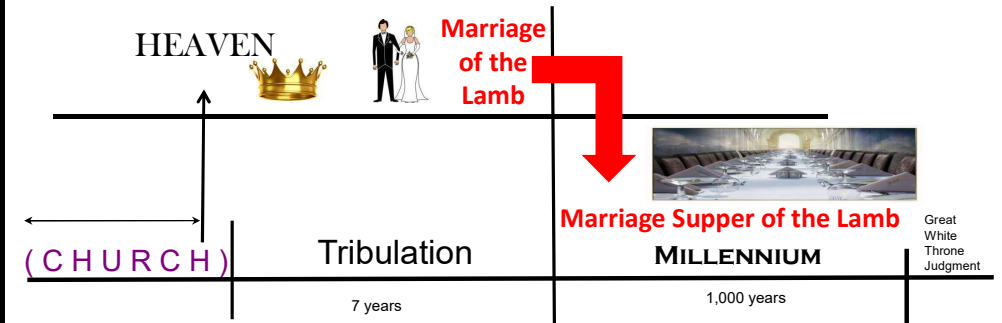 HEAVEN
Marriage
of the
Lamb
Marriage Supper of the Lamb
Great
White
Throne
Judgment
( C H U R C H )
Tribulation
MILLENNIUM
7 years
1,000 years